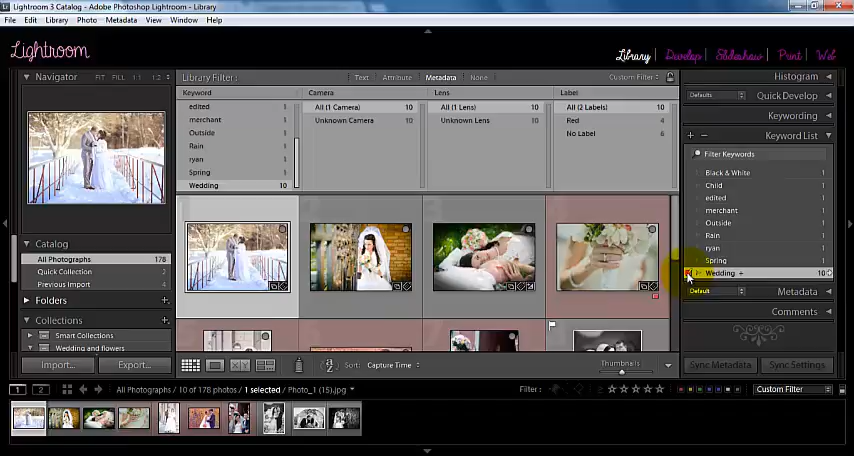 Lightroom 3 Catalog - Adobe Photoshop Lightroom - Library
File Edit Library Photo Metadata View Window Help
Lightroom
Library Develop Slideshow Print Web
Navigator FIT FILL 1:1 1:2
Library Filter: Text Attribute Metadata None Custom Filter
Histogram
Defaults Quick Develop
Keyword Camera Lens Label
edited 1
merchant 1
Outside 1
Rain 1
ryan 1
Spring 1
Wedding 10
All (1 Camera) 10
Unknown Camera 10
All (1 Lens) 10
Unknown Lens 10
All (2 Labels) 10
Red 4
No Label 6
Keywording
Keyword List
Filter Keywords
Black & White 1
Child 1
edited 1
merchant 1
Outside 1
Rain 1
ryan 1
Spring 1
Wedding + 10
Default Metadata
Comments
Catalog
All Photographs 178
Quick Collection 2
Previous Import 4
Folders
Collections
Smart Collections
Wedding and flowers
Import... Export...
Sort: Capture Time
Thumbnails
Sync Metadata Sync Settings
1 2 All Photographs / 10 of 178 photos / 1 selected / Photo_1 (15).jpg
Filter : Custom Filter